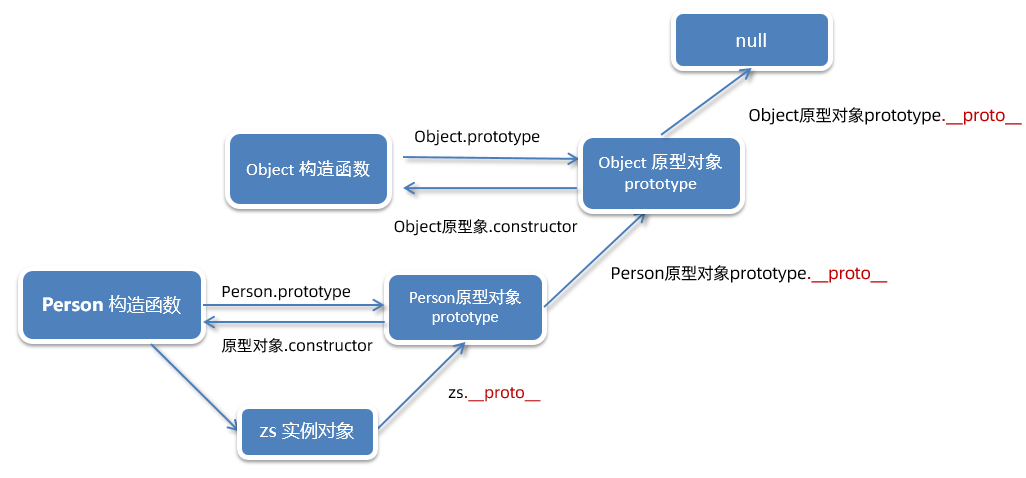 null
Object原型对象prototype.__proto__
Object.prototype
Object 构造函数
Object 原型对象
prototype
Object原型象.constructor
Person原型对象prototype.__proto__
Person 构造函数
Person.prototype
Person原型对象
prototype
原型对象.constructor
zs.__proto__
zs 实例对象